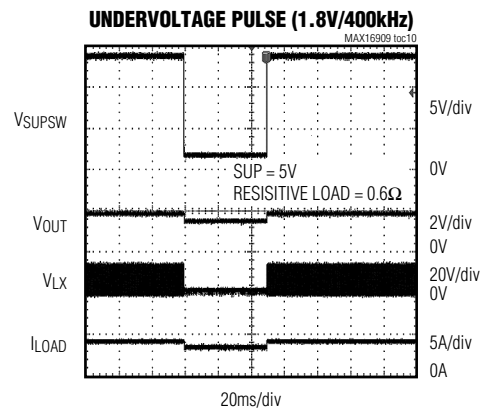 UNDERVOLTAGE PULSE (1.8V/400kHz)
MAX16909 toc10
VSUPSW
5V/div
0V
SUP = 5V
RESISITIVE LOAD = 0.6Ω
VOUT
2V/div
0V
VLX
20V/div
0V
ILOAD
5A/div
0A
20ms/div